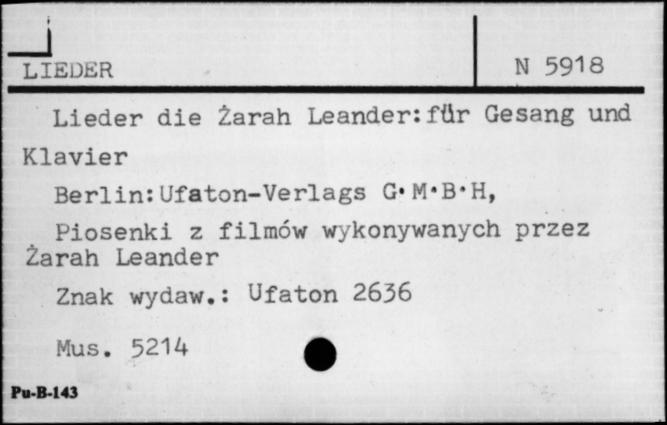 LIEDER N 5918
Lieder die Żarah Leander:für Gesang und
Klavier
Berlin:Ufaton-Verlags G•M•B•H,
Piosenki z filmów wykonywanych przez
Żarah Leander
Znak wydaw.: Ufaton 2636
Mus. 5214
Pu-B-143